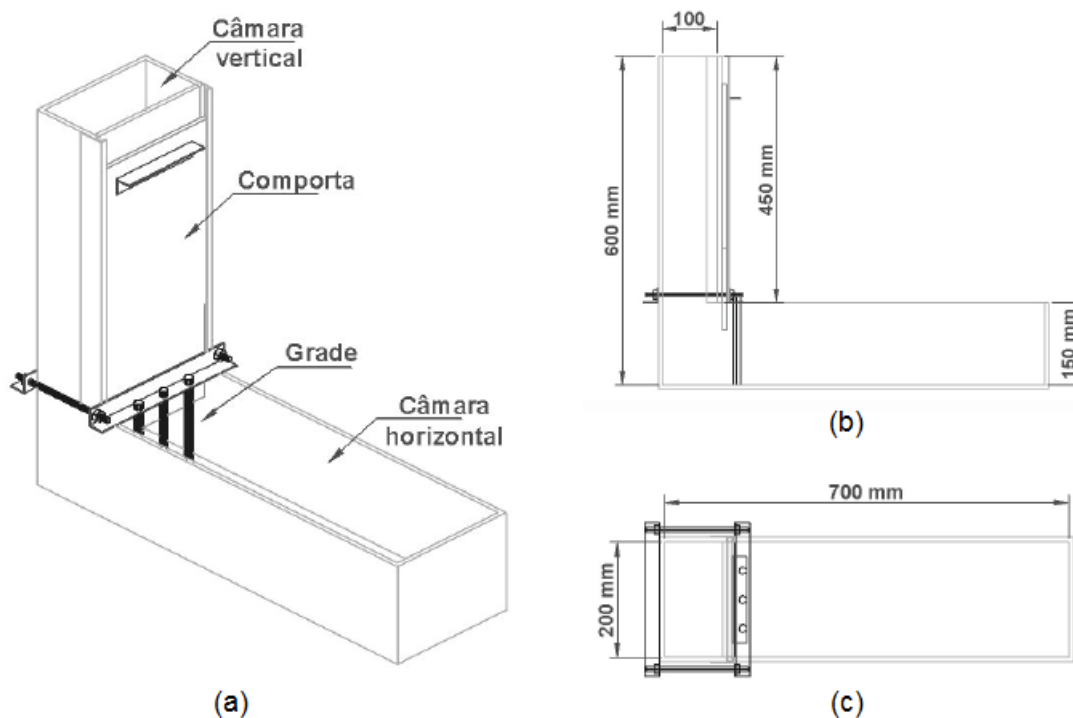 Câmara
vertical
Comporta
Grade
Câmara
horizontal
(a)
100
600 mm
450 mm
150 mm
(b)
700 mm
200 mm
C
C
C
(c)